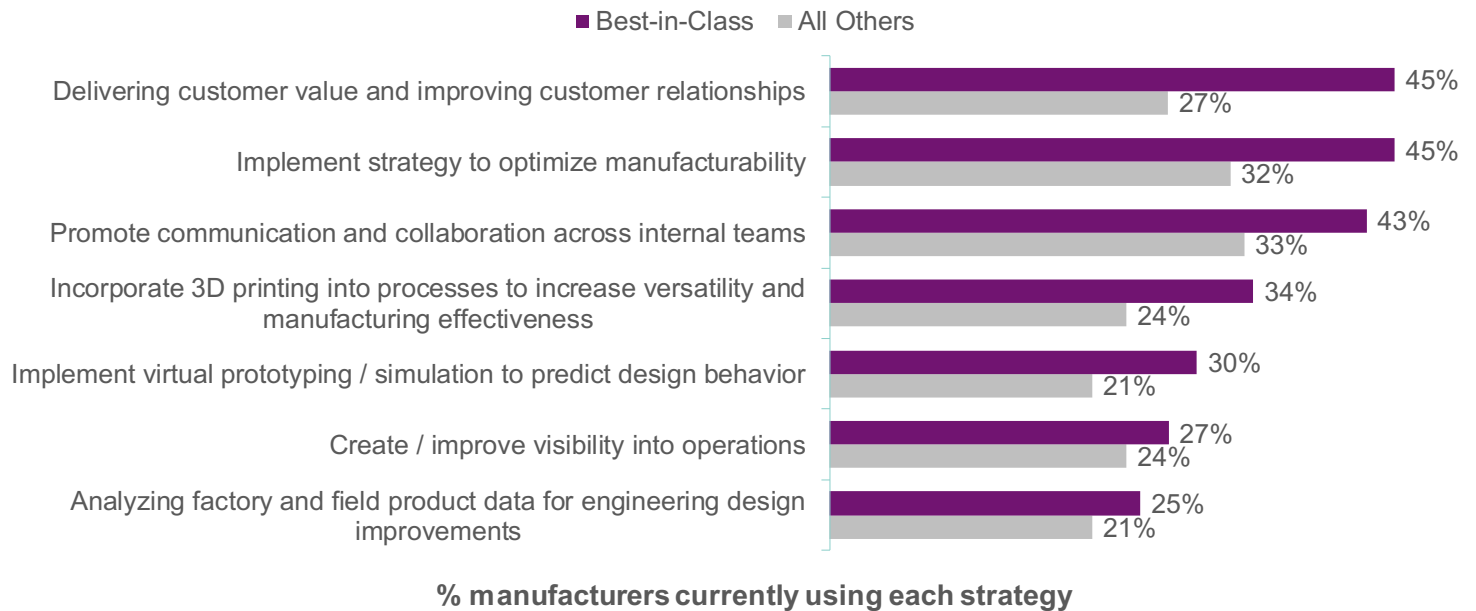 Best-in-Class All Others
Delivering customer value and improving customer relationships
45%
27%
Implement strategy to optimize manufacturability
45%
32%
Promote communication and collaboration across internal teams
43%
33%
Incorporate 3D printing into processes to increase versatility and
manufacturing effectiveness
34%
24%
Implement virtual prototyping / simulation to predict design behavior
30%
21%
Create / improve visibility into operations
27%
24%
Analyzing factory and field product data for engineering design
improvements
25%
21%
% manufacturers currently using each strategy